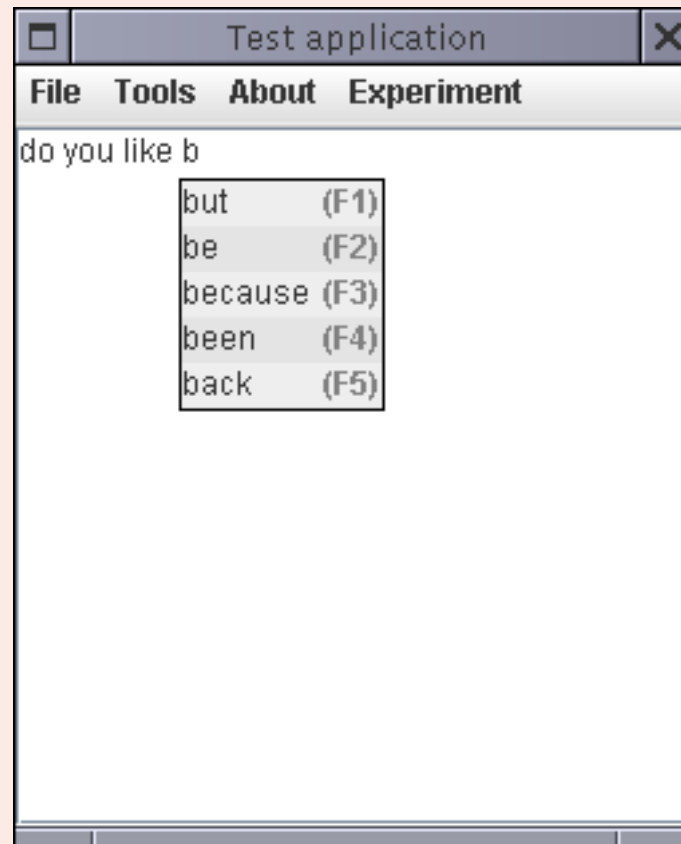 Test application
File Tools About Experiment
do you like b
but (F1)
be (F2)
because (F3)
been (F4)
back (F5)